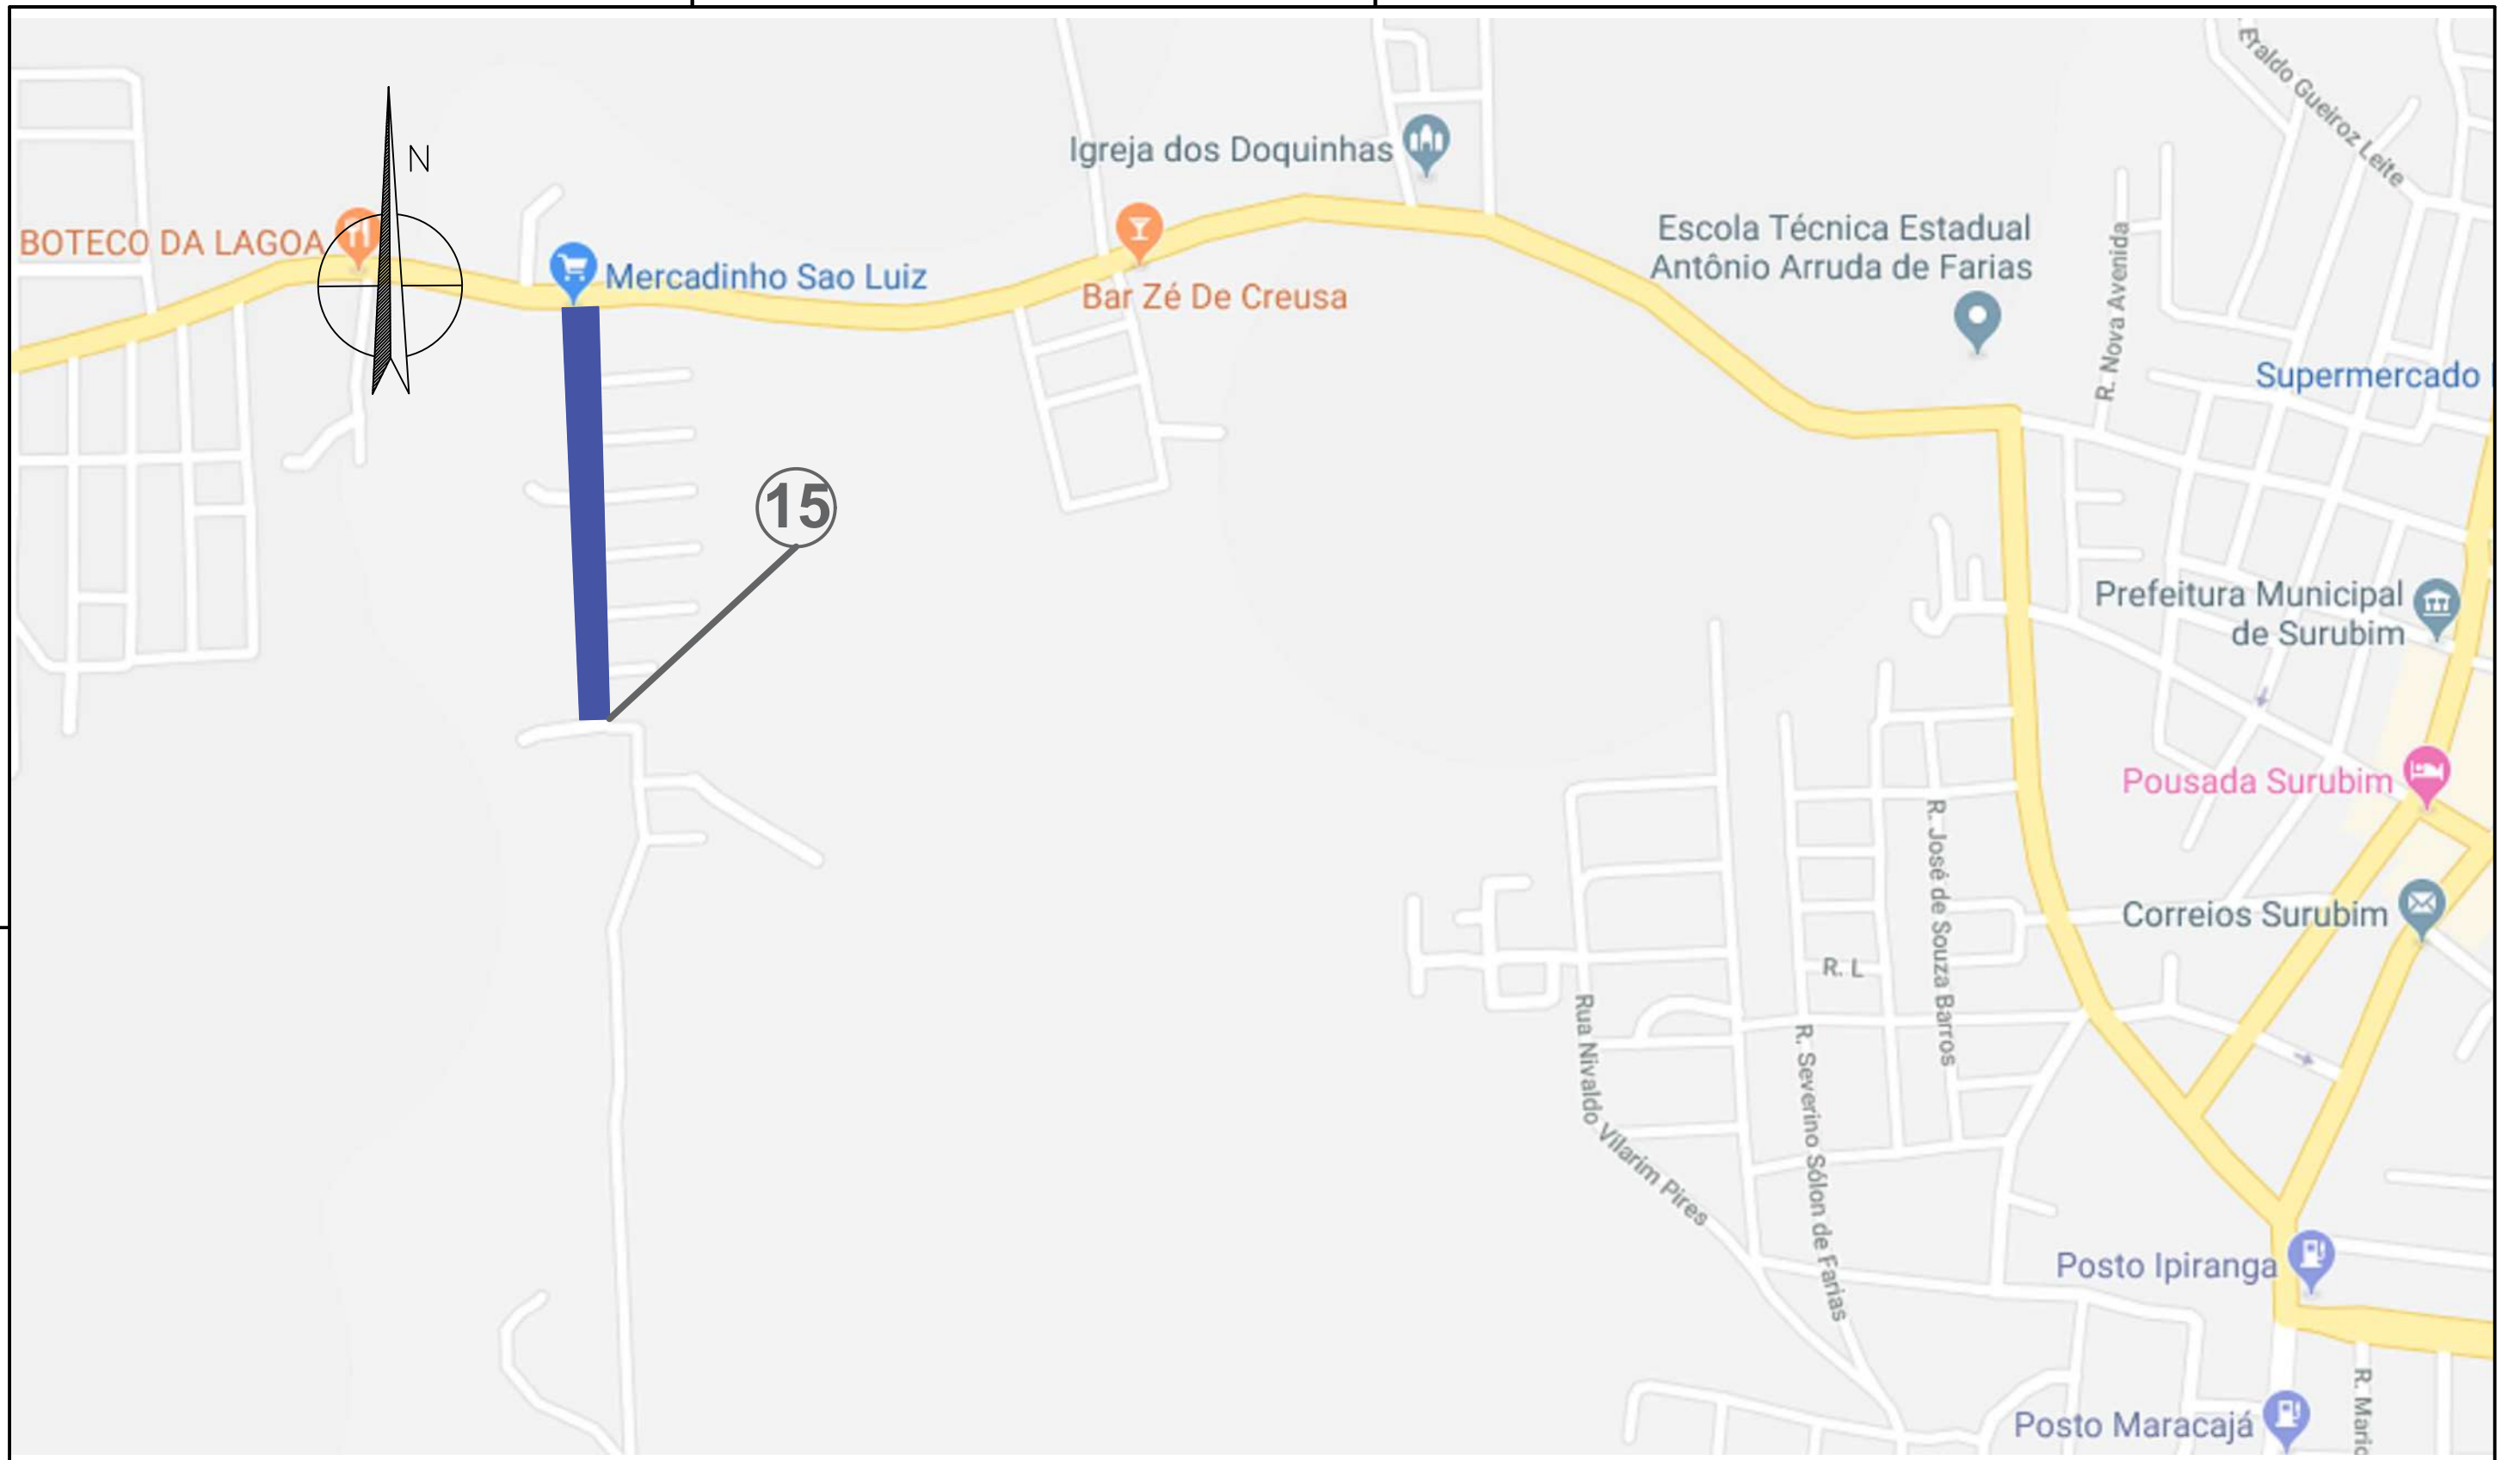 Eraldo Gueiroz Leite
N
Igreja dos Doquinhas
BOTECO DA LAGOA
Mercadinho Sao Luiz
Bar Zé De Creusa
Escola Técnica Estadual
Antônio Arruda de Farias
R. Nova Avenida
Supermercado
15
Prefeitura Municipal
de Surubim
Pousada Surubim
R. José de Souza Barros
Correios Surubim
R. L
Rua Nivaldo Vilarim Pires
R. Severino Sólon de Farias
Posto Ipiranga
R. Maric
Posto Maracajá